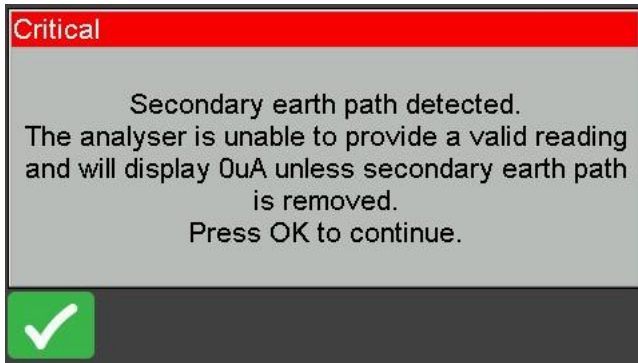 Critical
Secondary earth path detected.
The analyser is unable to provide a valid reading
and will display 0uA unless secondary earth path
is removed.
Press OK to continue.